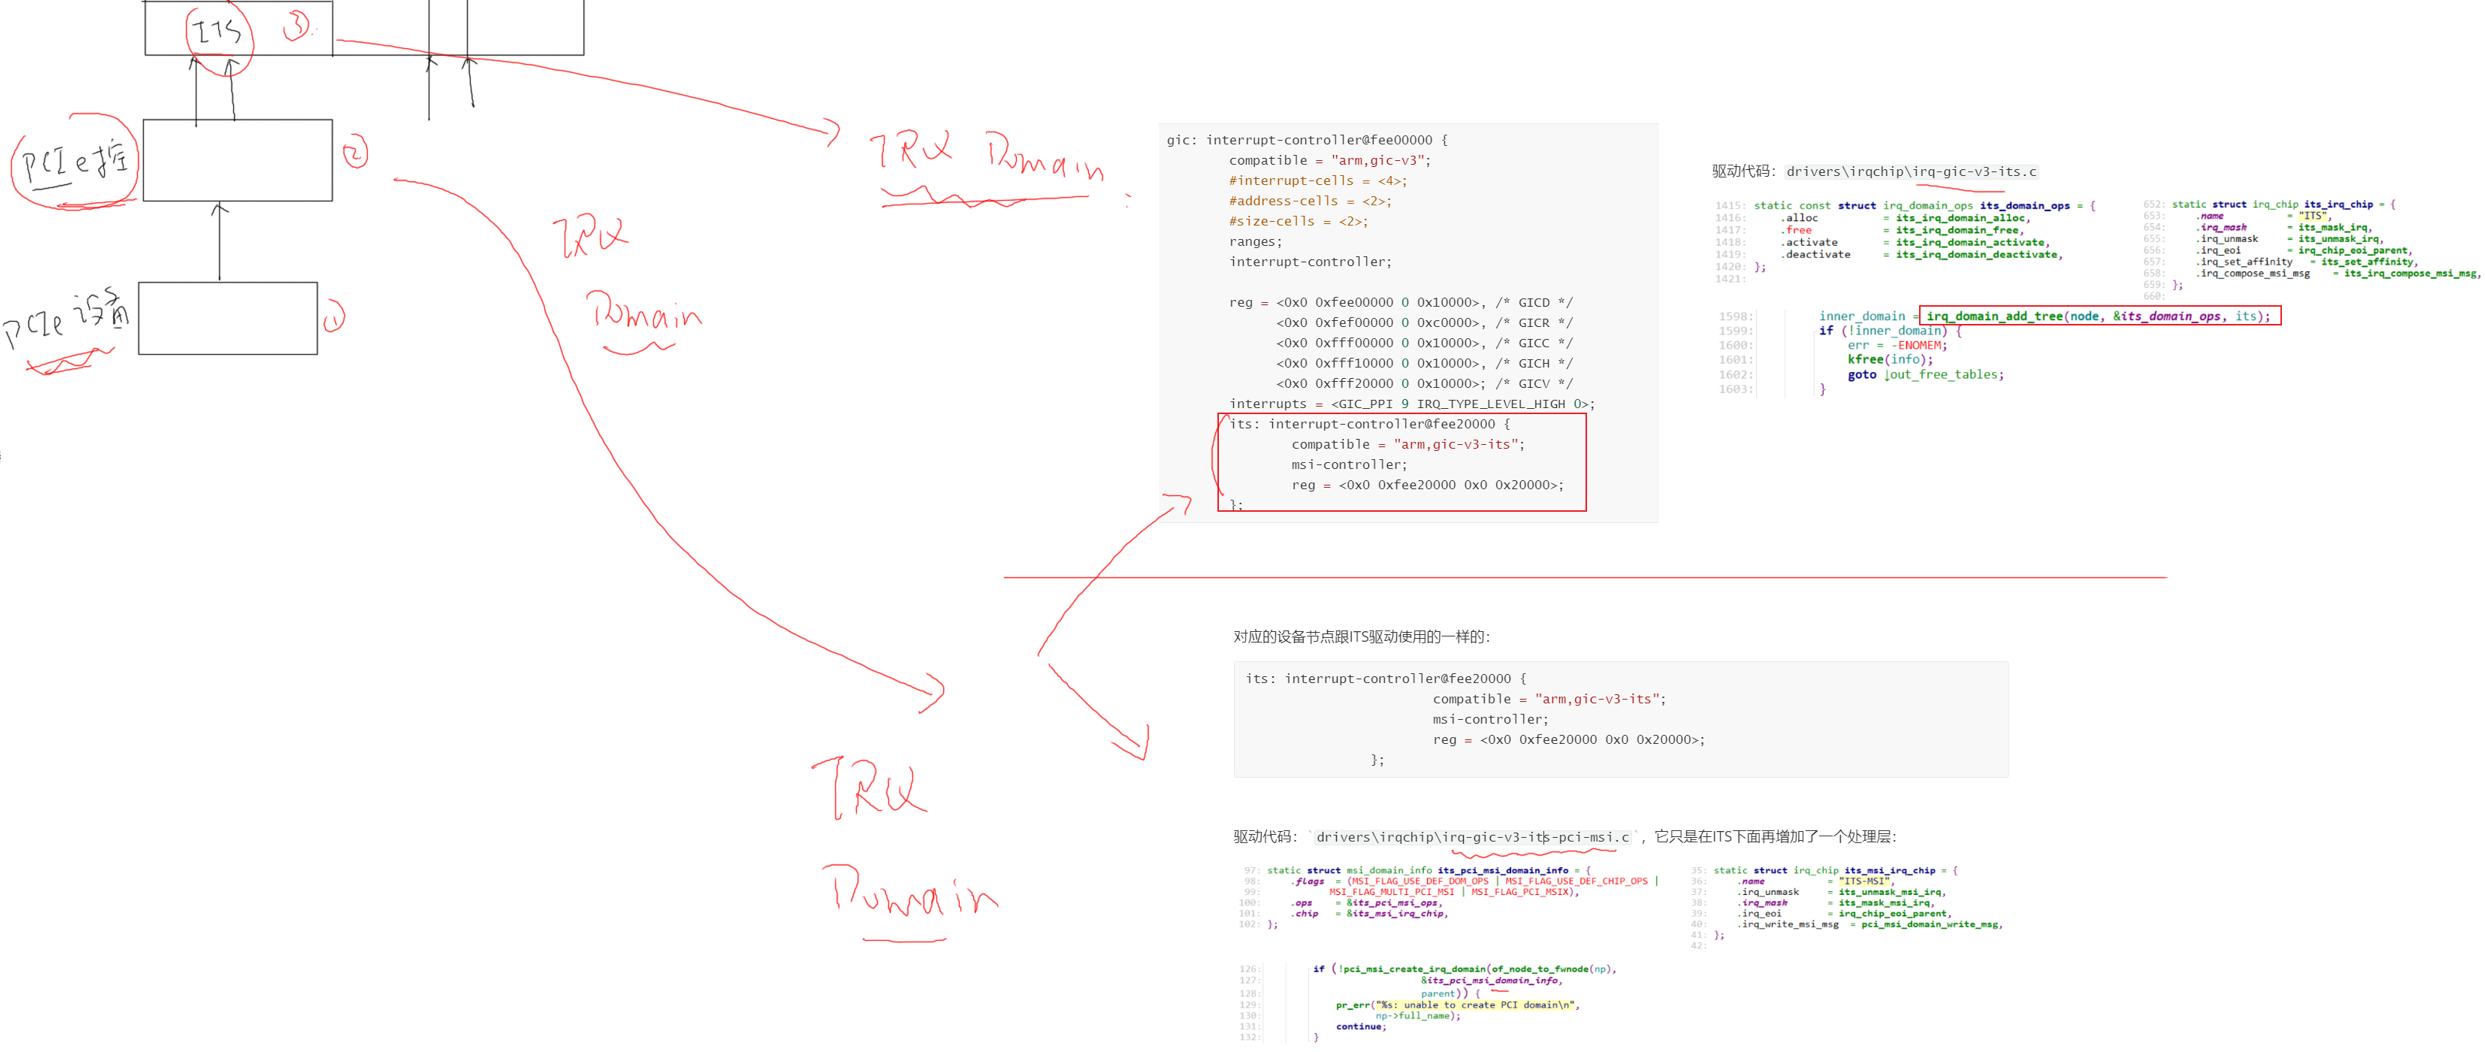 ITS ③
PCIe控 ②
PCIe设备 ①
IRQ
Domain
IRQ Domain :
gic: interrupt-controller@fee00000 {
compatible = "arm,gic-v3";
#interrupt-cells = <4>;
#address-cells = <2>;
#size-cells = <2>;
ranges;
interrupt-controller;
reg = <0x0 0xfee00000 0 0x10000>, /* GICD */
<0x0 0xfef00000 0 0xc0000>, /* GICR */
<0x0 0xfff00000 0 0x10000>, /* GICC */
<0x0 0xfff10000 0 0x10000>, /* GICH */
<0x0 0xfff20000 0 0x10000>; /* GICV */
interrupts = <GIC_PPI 9 IRQ_TYPE_LEVEL_HIGH 0>;
its: interrupt-controller@fee20000 {
compatible = "arm,gic-v3-its";
msi-controller;
reg = <0x0 0xfee20000 0x0 0x20000>;
};
驱动代码：drivers\irqchip\irq-gic-v3-its.c
1415: static const struct irq_domain_ops its_domain_ops = {
1416: .alloc = its_irq_domain_alloc,
1417: .free = its_irq_domain_free,
1418: .activate = its_irq_domain_activate,
1419: .deactivate = its_irq_domain_deactivate,
1420: };
1421:
652: static struct irq_chip its_irq_chip = {
653: .name = "ITS",
654: .irq_mask = its_mask_irq,
655: .irq_unmask = its_unmask_irq,
656: .irq_eoi = irq_chip_eoi_parent,
657: .irq_set_affinity = its_set_affinity,
658: .irq_compose_msi_msg = its_irq_compose_msi_msg,
659: };
660:
1598: inner_domain = irq_domain_add_tree(node, &its_domain_ops, its);
1599: if (!inner_domain) {
1600: err = -ENOMEM;
1601: kfree(info);
1602: goto ↓out_free_tables;
1603: }
IRQ
Domain
对应的设备节点跟ITS驱动使用的一样的：
its: interrupt-controller@fee20000 {
compatible = "arm,gic-v3-its";
msi-controller;
reg = <0x0 0xfee20000 0x0 0x20000>;
};
驱动代码：`drivers\irqchip\irq-gic-v3-its-pci-msi.c`，它只是在ITS下面再增加了一个处理层：
97: static struct msi_domain_info its_pci_msi_domain_info = {
98: .flags = (MSI_FLAG_USE_DEF_DOM_OPS | MSI_FLAG_USE_DEF_CHIP_OPS |
99: MSI_FLAG_MULTI_PCI_MSI | MSI_FLAG_PCI_MSIX),
100: .ops = &its_pci_msi_ops,
101: .chip = &its_msi_irq_chip,
102: };
35: static struct irq_chip its_msi_irq_chip = {
36: .name = "ITS-MSI",
37: .irq_unmask = its_unmask_msi_irq,
38: .irq_mask = its_mask_msi_irq,
39: .irq_eoi = irq_chip_eoi_parent,
40: .irq_write_msi_msg = pci_msi_domain_write_msg,
41: };
42:
126: if (!pci_msi_create_irq_domain(of_node_to_fwnode(np),
127: &its_pci_msi_domain_info,
128: parent)) {
129: pr_err("%s: unable to create PCI domain\n",
130: np->full_name);
131: continue;
132: }